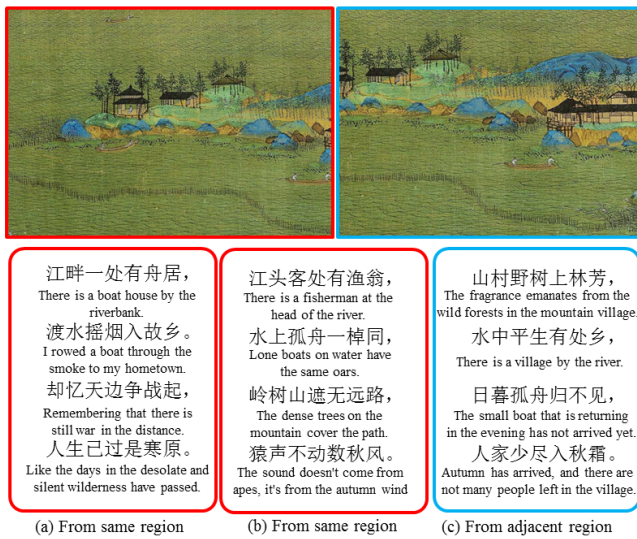 江畔一处有舟居，
There is a boat house by the
riverbank.
渡水摇烟入故乡。
I rowed a boat through the
smoke to my hometown.
却忆天边争战起，
Remembering that there is
still war in the distance.
人生已过是寒原。
Like the days in the desolate and
silent wilderness have passed.
(a) From same region
江头客处有渔翁，
There is a fisherman at the
head of the river.
水上孤舟一棹同，
Lone boats on water have
the same oars.
岭树山遮无远路，
The dense trees on the
mountain cover the path.
猿声不动数秋风。
The sound doesn't come from
apes, it's from the autumn wind
(b) From same region
山村野树上林芳，
The fragrance emanates from the
wild forests in the mountain village.
水中平生有处乡，
There is a village by the river.
日暮孤舟归不见，
The small boat that is returning
in the evening has not arrived yet.
人家少尽入秋霜。
Autumn has arrived, and there are
not many people left in the village.
(c) From adjacent region